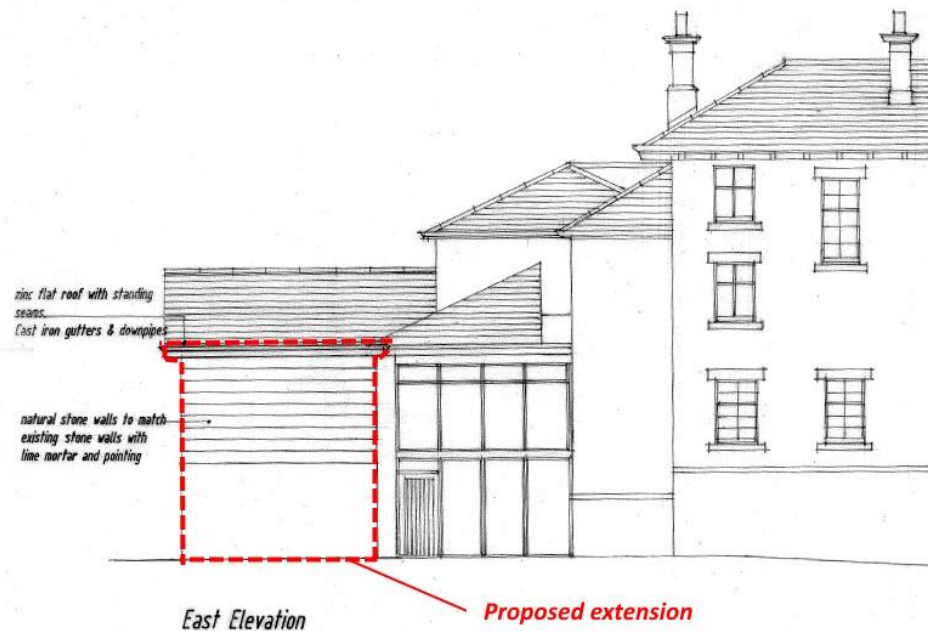 zinc flat roof with standing
seams.
Cast iron gutters & downpipes
natural stone walls to match
existing stone walls with
lime mortar and pointing
East Elevation
Proposed extension